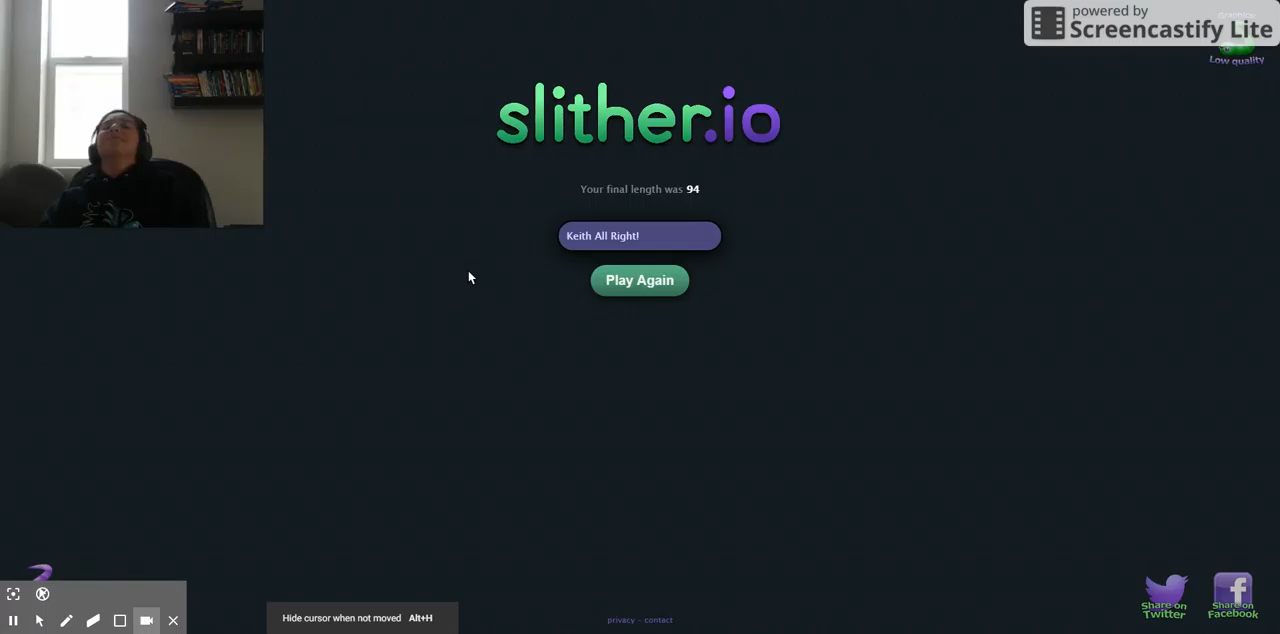 powered by
Screencastify Lite
Low quality
slither.io
Your final length was 94
Keith All Right!
Play Again
Hide cursor when not moved Alt+H
privacy - contact
Share on
Twitter
Share on
Facebook